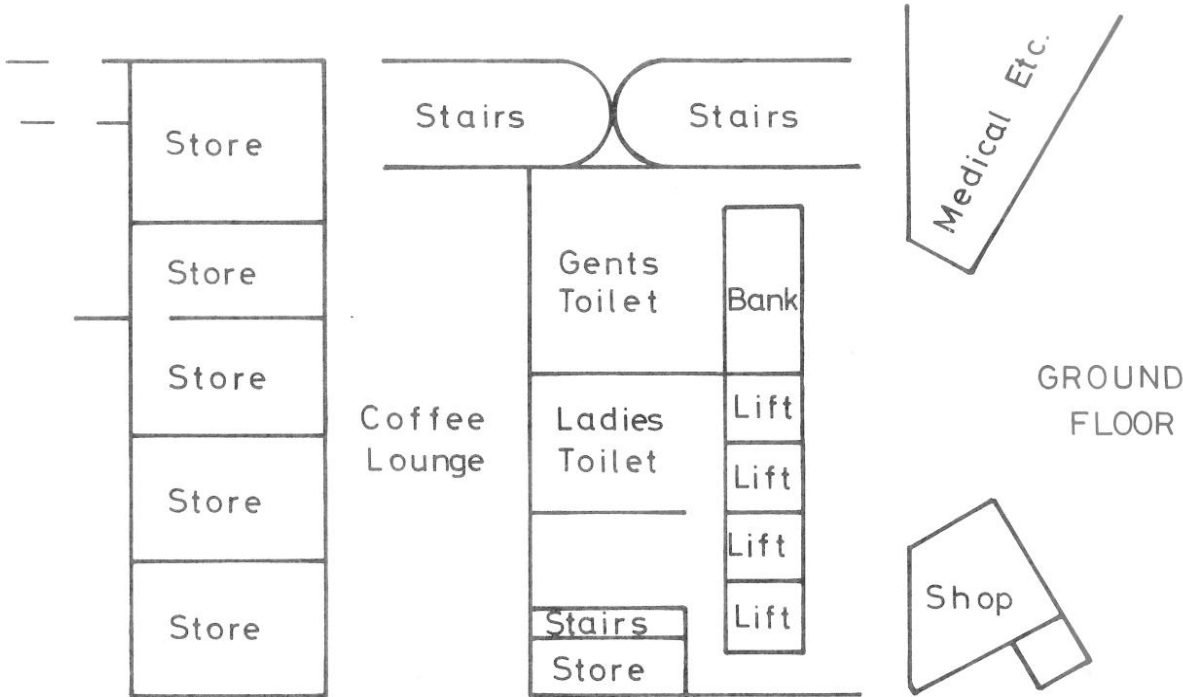 Stairs
Stairs
Medical Etc.
Store
Store
Store
Store
Store
Coffee
Lounge
Gents
Toilet
Bank
Ladies
Toilet
Lift
Lift
Lift
Lift
Stairs
Store
GROUND
FLOOR
Shop